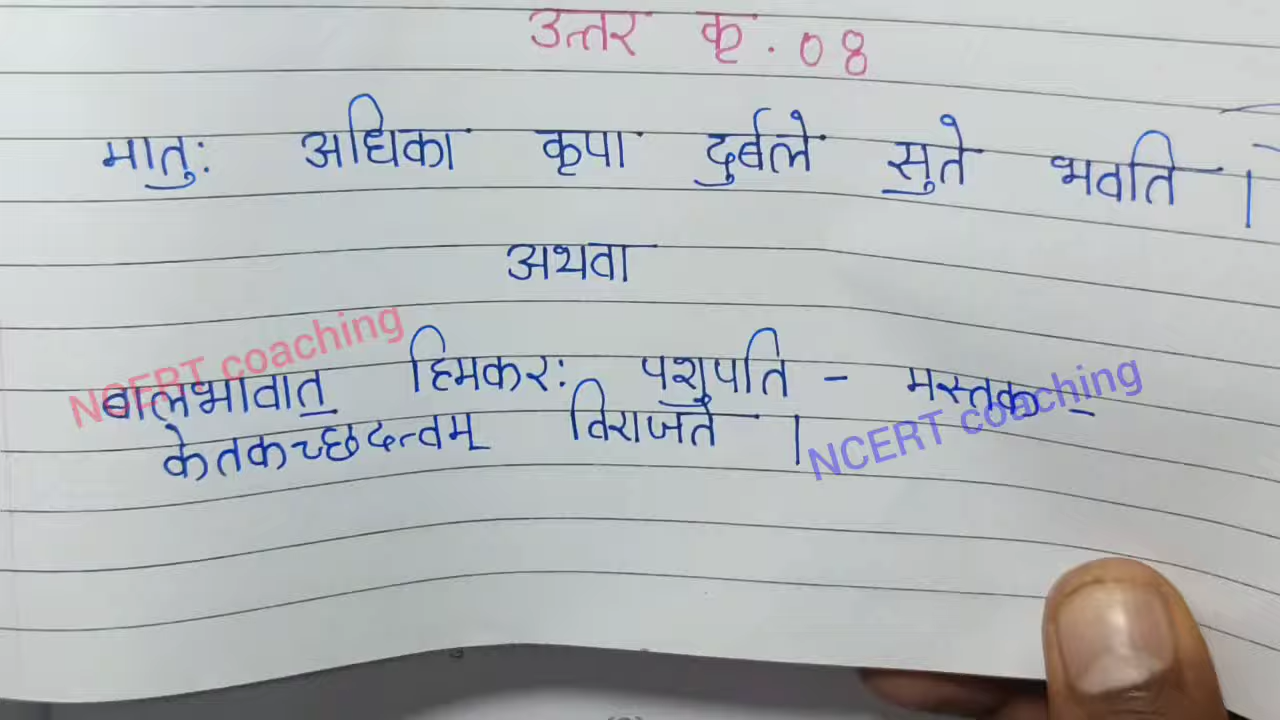 उत्तर कृ. 08
मातुः अधिका कृपा दुर्बले सुते भवति ।
अथवा
बालभावात् हिमकरः पशुपति - मस्तक -
केतकच्छदत्वम् विराजते ।
NCERT coaching
NCERT coaching